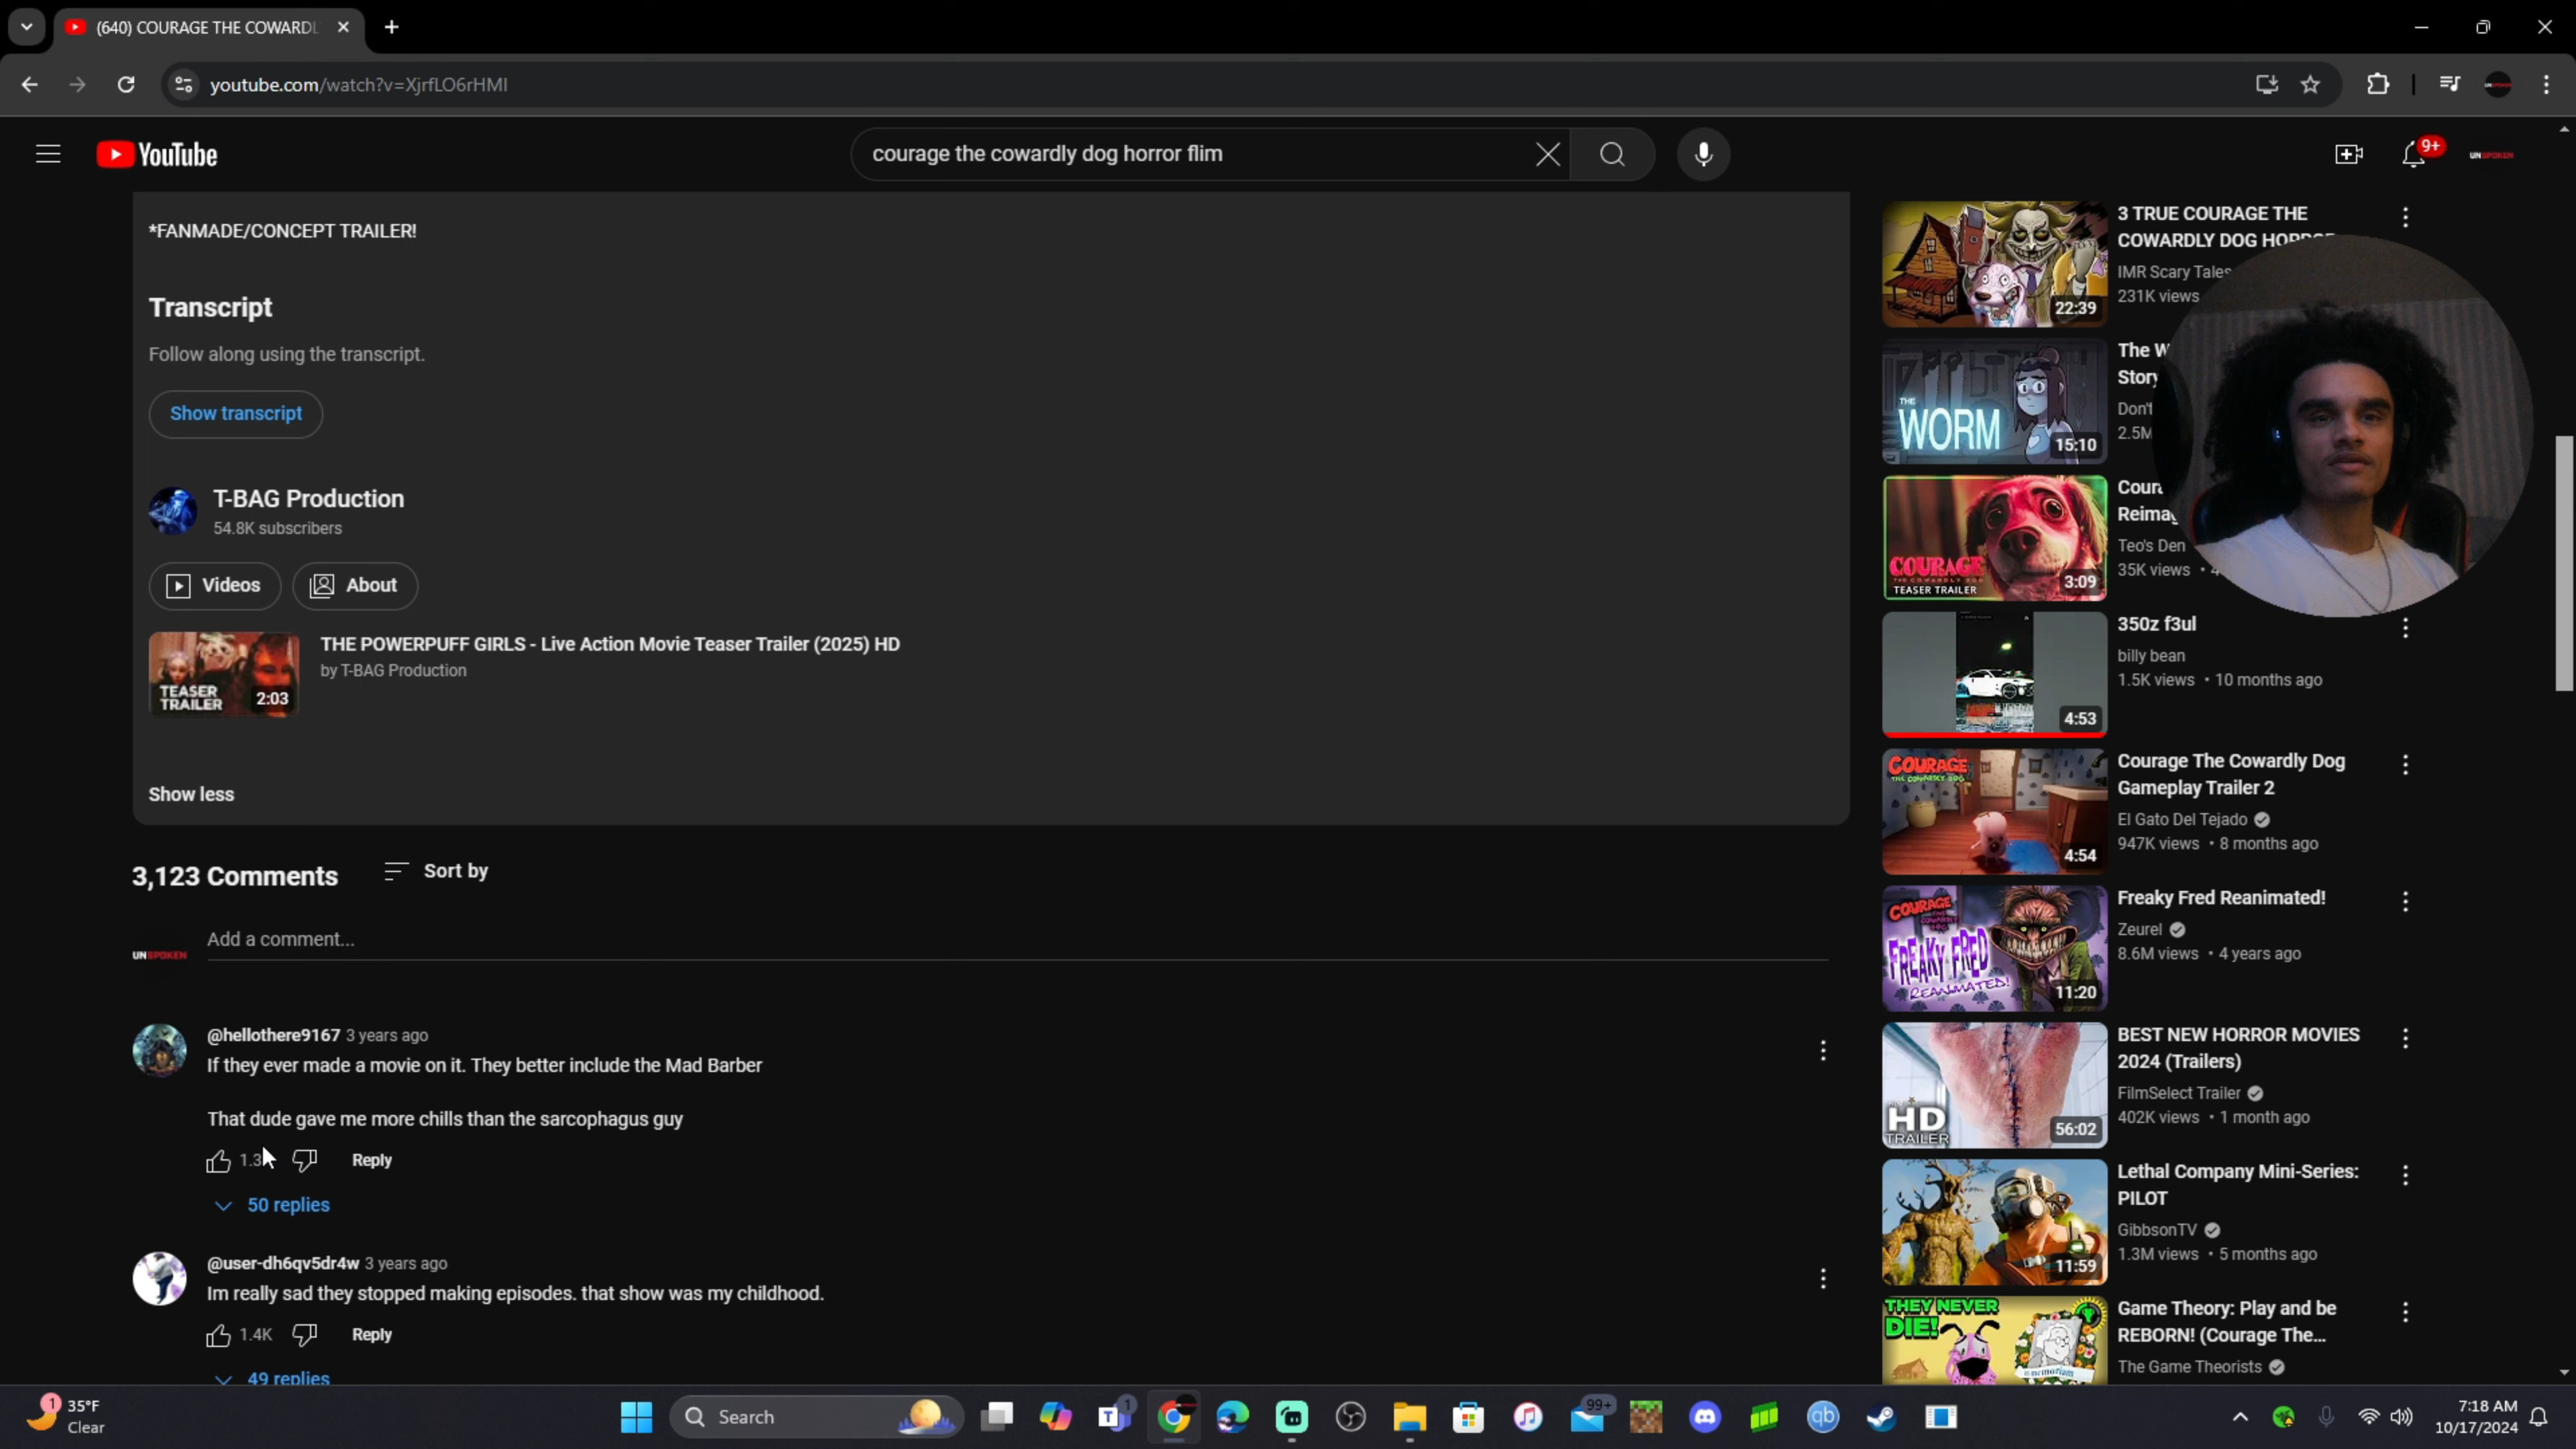 (640) COURAGE THE COWARDL
youtube.com/watch?v=XjrfLO6rHMI
YouTube
courage the cowardly dog horror flim
9+
UNSPOKEN
*FANMADE/CONCEPT TRAILER!
Transcript
Follow along using the transcript.
Show transcript
T-BAG Production
54.8K subscribers
Videos
About
TEASER
TRAILER
2:03
THE POWERPUFF GIRLS - Live Action Movie Teaser Trailer (2025) HD
by T-BAG Production
Show less
3,123 Comments
Sort by
UNSPOKEN
Add a comment...
@hellothere9167 3 years ago
If they ever made a movie on it. They better include the Mad Barber
That dude gave me more chills than the sarcophagus guy
1.3
Reply
50 replies
@user-dh6qv5dr4w 3 years ago
Im really sad they stopped making episodes. that show was my childhood.
1.4K
Reply
49 replies
22:39
3 TRUE COURAGE THE
COWARDLY DOG
IMR Scary Tales
231K views
THE
WORM
15:10
The W
Story
Don't
2.5M
COURAGE
THE COWARDLY DOG
TEASER TRAILER
3:09
Reimag
Teo's Den
35K views
4:53
350z f3ul
billy bean
1.5K views • 10 months ago
COURAGE
THE COWARDLY DOG
4:54
Courage The Cowardly Dog
Gameplay Trailer 2
El Gato Del Tejado
947K views • 8 months ago
COURAGE
THE COWARDLY DOG
FREAKY FRED
REANIMATED!
11:20
Freaky Fred Reanimated!
Zeurel
8.6M views • 4 years ago
HD
TRAILER
56:02
BEST NEW HORROR MOVIES
2024 (Trailers)
FilmSelect Trailer
402K views • 1 month ago
11:59
Lethal Company Mini-Series:
PILOT
GibbsonTV
1.3M views • 5 months ago
THEY NEVER
DIE!
Game Theory: Play and be
REBORN! (Courage The...
The Game Theorists
1
35°F
Clear
Search
1
99+
qb
7:18 AM
10/17/2024